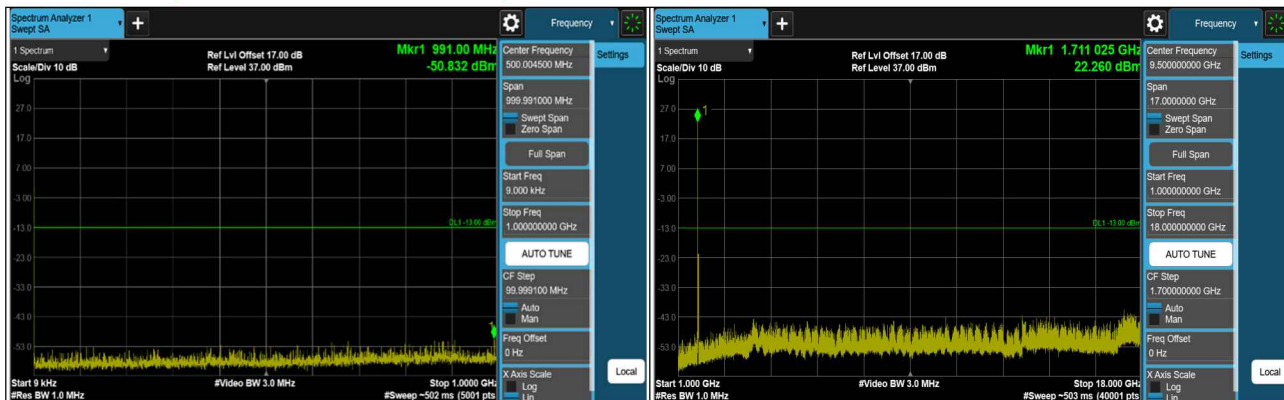 Spectrum Analyzer 1
Swept SA
+
Frequency
1 Spectrum
Scale/Div 10 dB
Log
Ref Lvl Offset 17.00 dB
Ref Level 37.00 dBm
Mkr1 991.00 MHz
-50.832 dBm
27.0
17.0
7.00
-3.00
-13.0
-23.0
-33.0
-43.0
-53.0
DL1 -13.00 dBm
1
Start 9 kHz
#Res BW 1.0 MHz
#Video BW 3.0 MHz
Stop 1.0000 GHz
#Sweep ~502 ms (5001 pts
Center Frequency
500.004500 MHz
Settings
Span
999.991000 MHz
Swept Span
Zero Span
Full Span
Start Freq
9.000 kHz
Stop Freq
1.000000000 GHz
AUTO TUNE
CF Step
99.999100 MHz
Auto
Man
Freq Offset
0 Hz
X Axis Scale
Log
Lin
Local
Spectrum Analyzer 1
Swept SA
+
Frequency
1 Spectrum
Scale/Div 10 dB
Log
Ref Lvl Offset 17.00 dB
Ref Level 37.00 dBm
Mkr1 1.711 025 GHz
22.260 dBm
27.0
17.0
7.00
-3.00
-13.0
-23.0
-33.0
-43.0
-53.0
1
DL1 -13.00 dBm
Start 1.000 GHz
#Res BW 1.0 MHz
#Video BW 3.0 MHz
Stop 18.000 GHz
#Sweep ~503 ms (40001 pts
Center Frequency
9.500000000 GHz
Settings
Span
17.0000000 GHz
Swept Span
Zero Span
Full Span
Start Freq
1.000000000 GHz
Stop Freq
18.000000000 GHz
AUTO TUNE
CF Step
1.700000000 GHz
Auto
Man
Freq Offset
0 Hz
X Axis Scale
Log
Lin
Local